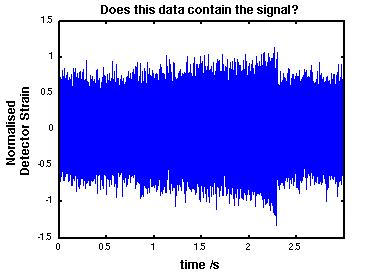 Does this data contain the signal?
1.5
1
0.5
0
-0.5
-1
-1.5
Normalised
Detector Strain
0 0.5 1 1.5 2 2.5
time /s